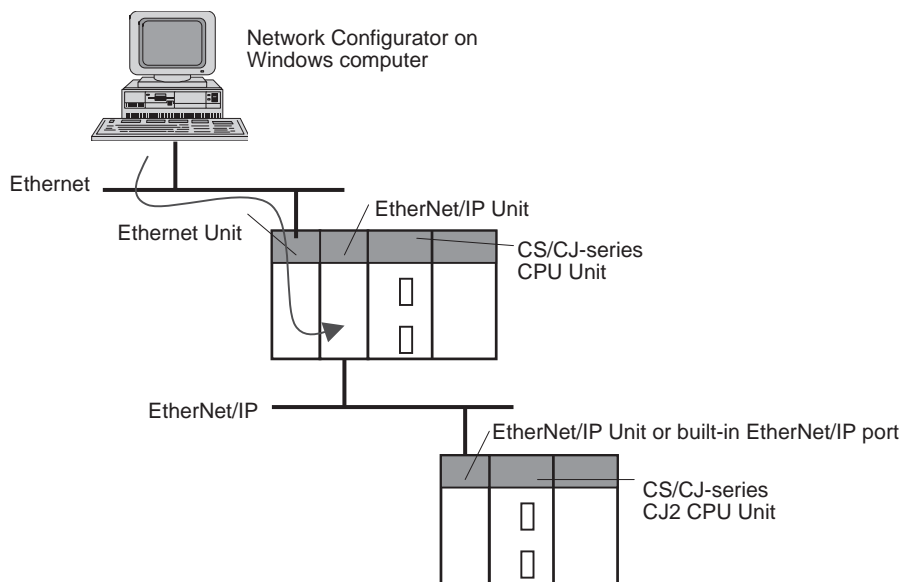 Network Configurator on
Windows computer
Ethernet
EtherNet/IP Unit
Ethernet Unit
CS/CJ-series
CPU Unit
EtherNet/IP
EtherNet/IP Unit or built-in EtherNet/IP port
CS/CJ-series
CJ2 CPU Unit